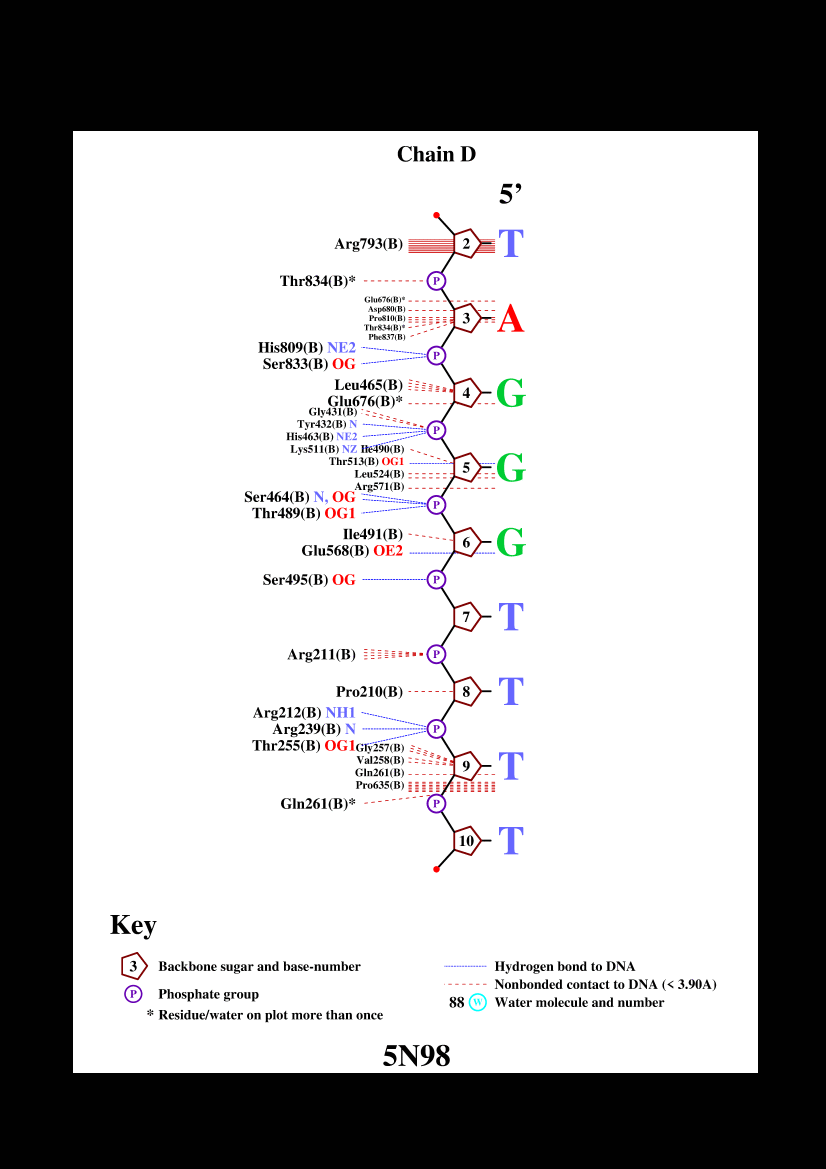 Chain D
5’
Arg793(B) 2 T
Thr834(B)* P
Glu676(B)*
Asp680(B)
Pro810(B) 3 A
Thr834(B)*
Phe837(B)
His809(B) NE2 P
Ser833(B) OG
Leu465(B) 4 G
Glu676(B)*
Gly431(B)
Tyr432(B) N P
His463(B) NE2
Lys511(B) NZ Ile490(B)
Thr513(B) OG1 5 G
Leu524(B)
Arg571(B)
Ser464(B) N, OG P
Thr489(B) OG1
Ile491(B) 6 G
Glu568(B) OE2
Ser495(B) OG P
7 T
Arg211(B) P
Pro210(B) 8 T
Arg212(B) NH1
Arg239(B) N P
Thr255(B) OG1 Gly257(B)
Val258(B) 9 T
Gln261(B)
Pro635(B)
Gln261(B)* P
10 T
Key
3 Backbone sugar and base-number
P Phosphate group
* Residue/water on plot more than once
Hydrogen bond to DNA
Nonbonded contact to DNA (< 3.90A)
88 W Water molecule and number
5N98